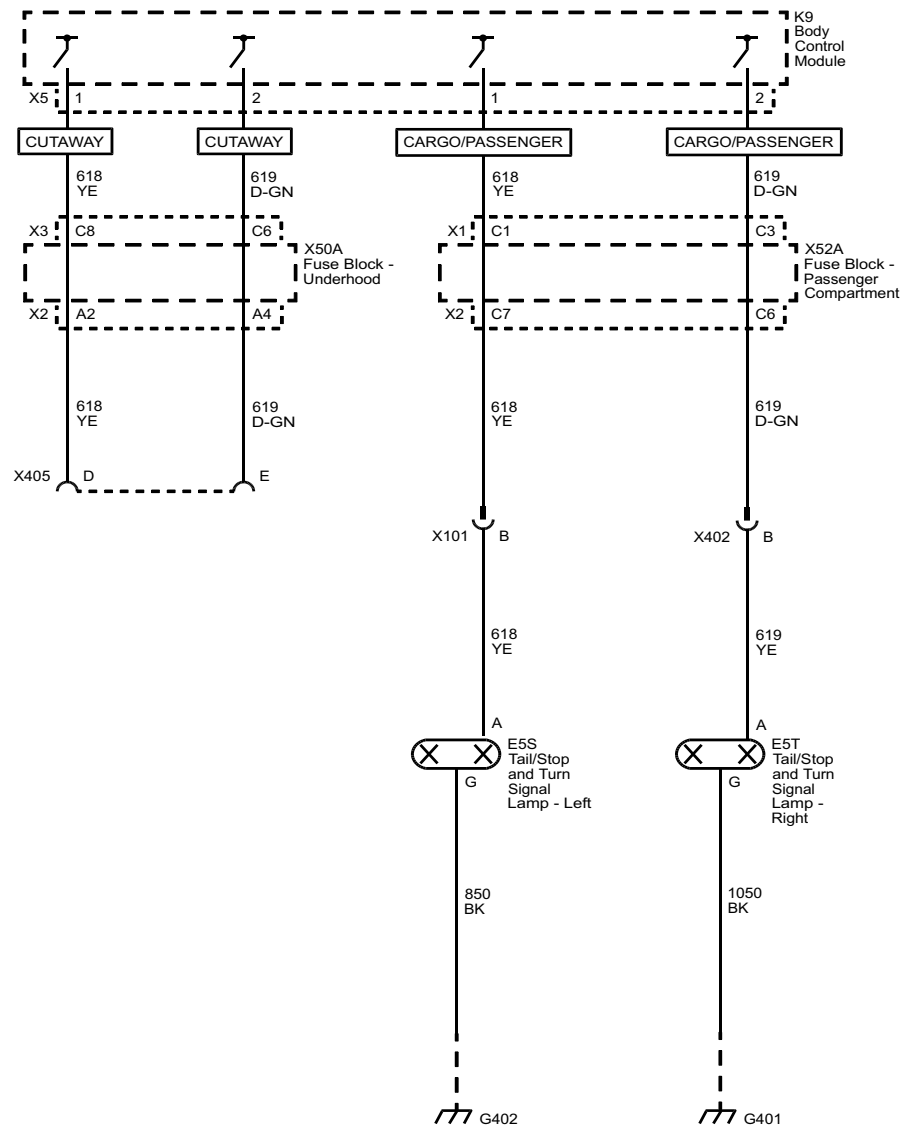 K9
Body
Control
Module
X5
1
2
1
2
CUTAWAY
CUTAWAY
CARGO/PASSENGER
CARGO/PASSENGER
618
YE
619
D-GN
618
YE
619
D-GN
X3
C8
C6
X1
C1
C3
X50A
Fuse Block -
Underhood
X52A
Fuse Block -
Passenger
Compartment
X2
A2
A4
X2
C7
C6
618
YE
619
D-GN
618
YE
619
D-GN
X405
D
E
X101
B
X402
B
618
YE
619
YE
A
A
E5S
Tail/Stop
and Turn
Signal
Lamp - Left
G
E5T
Tail/Stop
and Turn
Signal
Lamp -
Right
G
850
BK
1050
BK
G402
G401